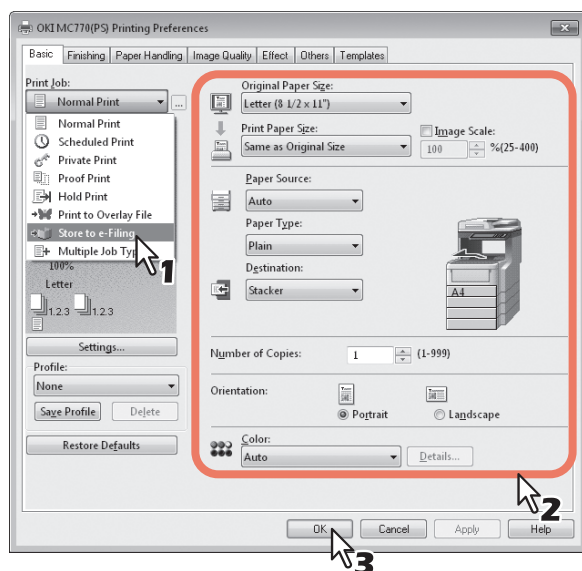 OKI MC770(PS) Printing Preferences
Basic Finishing Paper Handling Image Quality Effect Others Templates
Print Job:
Normal Print ...
Normal Print
Scheduled Print
Private Print
Proof Print
Hold Print
Print to Overlay File
Store to e-Filing
Multiple Job Typ
1
100%
Letter
1.2.3 1.2.3
Settings...
Profile:
None
Save Profile Delete
Restore Defaults
Original Paper Size:
Letter (8 1/2 x 11")
Print Paper Size:
Same as Original Size
Image Scale:
100 %(25-400)
Paper Source:
Auto
Paper Type:
Plain
Destination:
Stacker
A4
Number of Copies: 1 (1-999)
Orientation:
Portrait Landscape
Color:
Auto Details...
2
OK Cancel Apply Help
3